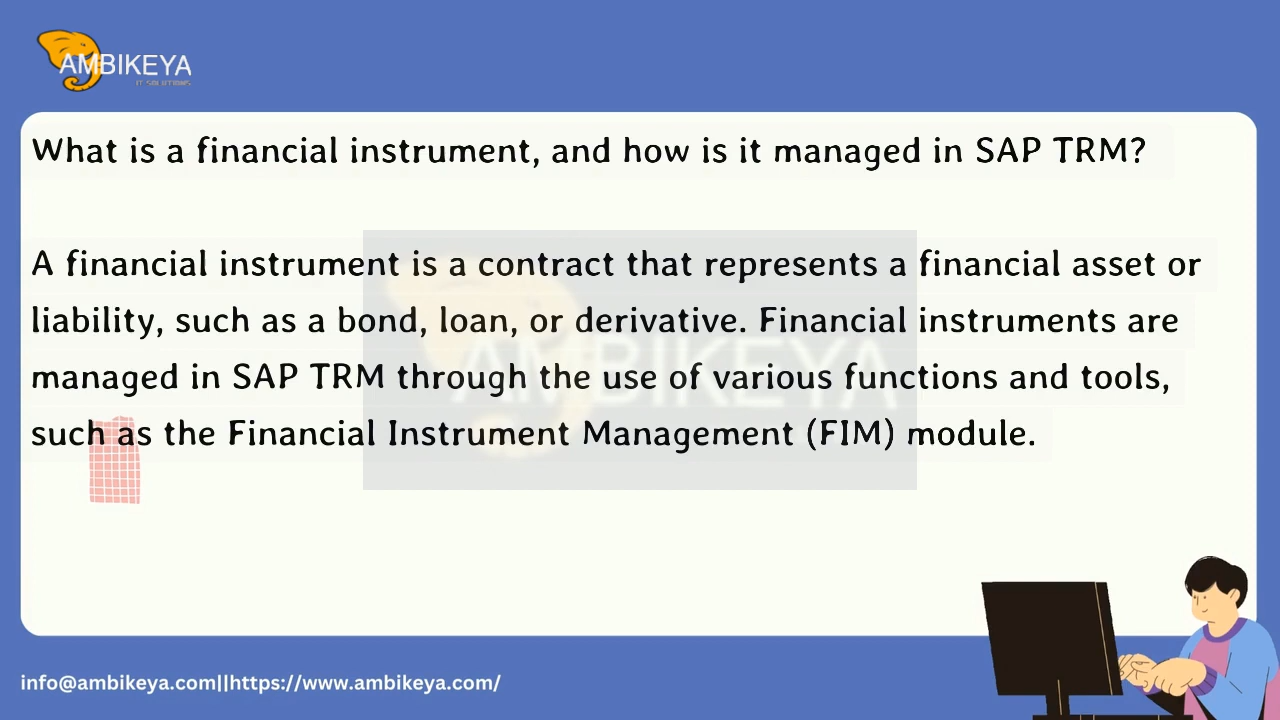 AMBIKEYA
IT SOLUTIONS
What is a financial instrument, and how is it managed in SAP TRM?
A financial instrument is a contract that represents a financial asset or
liability, such as a bond, loan, or derivative. Financial instruments are
managed in SAP TRM through the use of various functions and tools,
such as the Financial Instrument Management (FIM) module.
AMBIKEYA
info@ambikeya.com||https://www.ambikeya.com/